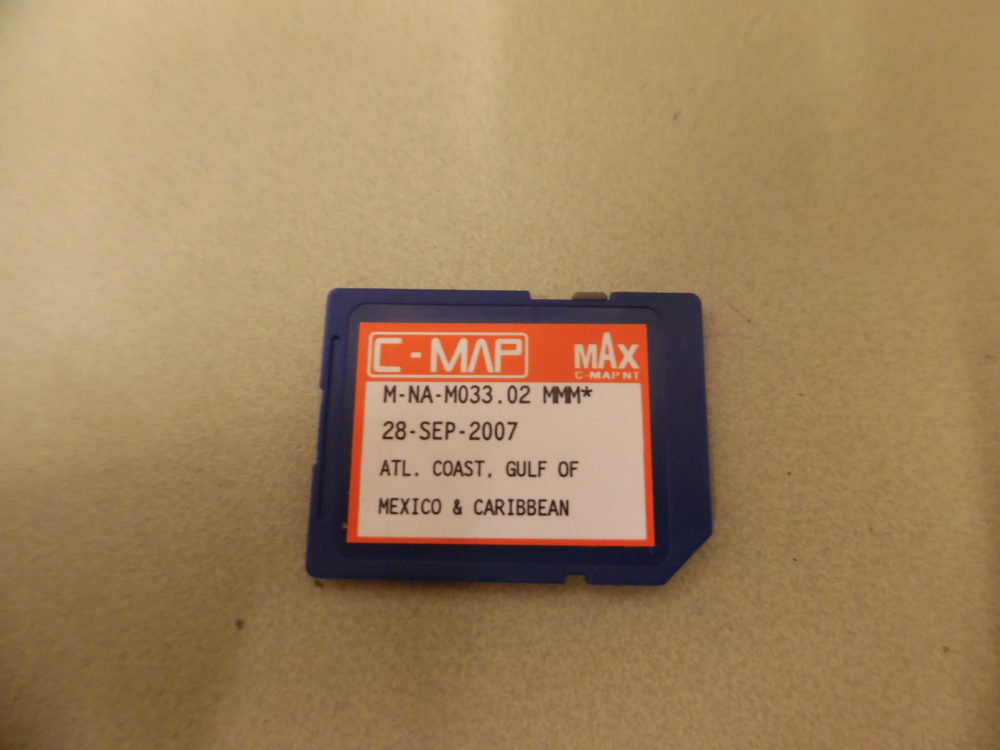 C-MAP
MAX
C-MAP NT
M-NA-M033.02 MMM*
28-SEP-2007
ATL. COAST, GULF OF
MEXICO & CARIBBEAN